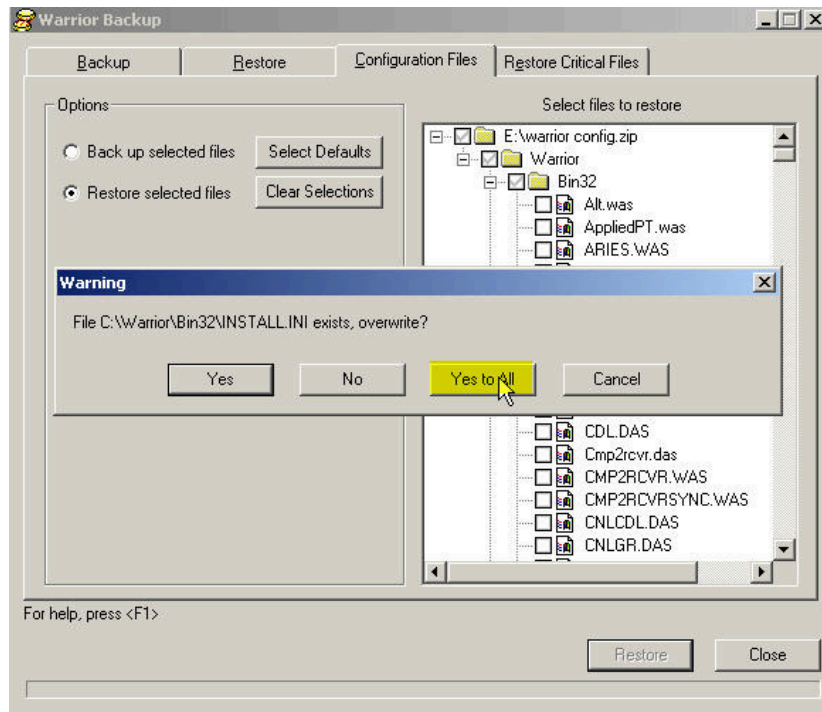 Warrior Backup
Backup
Restore
Configuration Files
Restore Critical Files
Options
Back up selected files
Select Defaults
Restore selected files
Clear Selections
Select files to restore
E:\warrior config.zip
Warrior
Bin32
Alt.was
AppliedPT.was
ARIES.WAS
Warning
File C:\Warrior\Bin32\INSTALL.INI exists, overwrite?
Yes
No
Yes to All
Cancel
CDL.DAS
Cmp2rcvr.das
CMP2RCVR.WAS
CMP2RCVRSYNC.WAS
CNLCDL.DAS
CNLGR.DAS
For help, press <F1>
Restore
Close